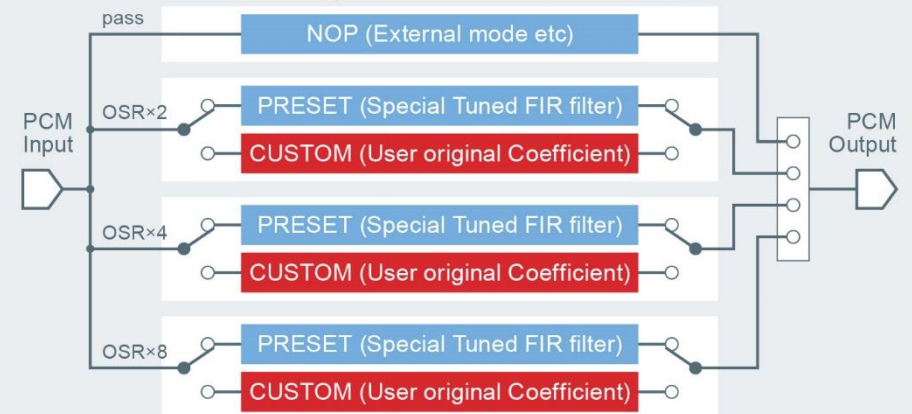 pass
NOP (External mode etc)
OSR×2
PRESET (Special Tuned FIR filter)
CUSTOM (User original Coefficient)
PCM
Input
PCM
Output
OSR×4
PRESET (Special Tuned FIR filter)
CUSTOM (User original Coefficient)
OSR×8
PRESET (Special Tuned FIR filter)
CUSTOM (User original Coefficient)